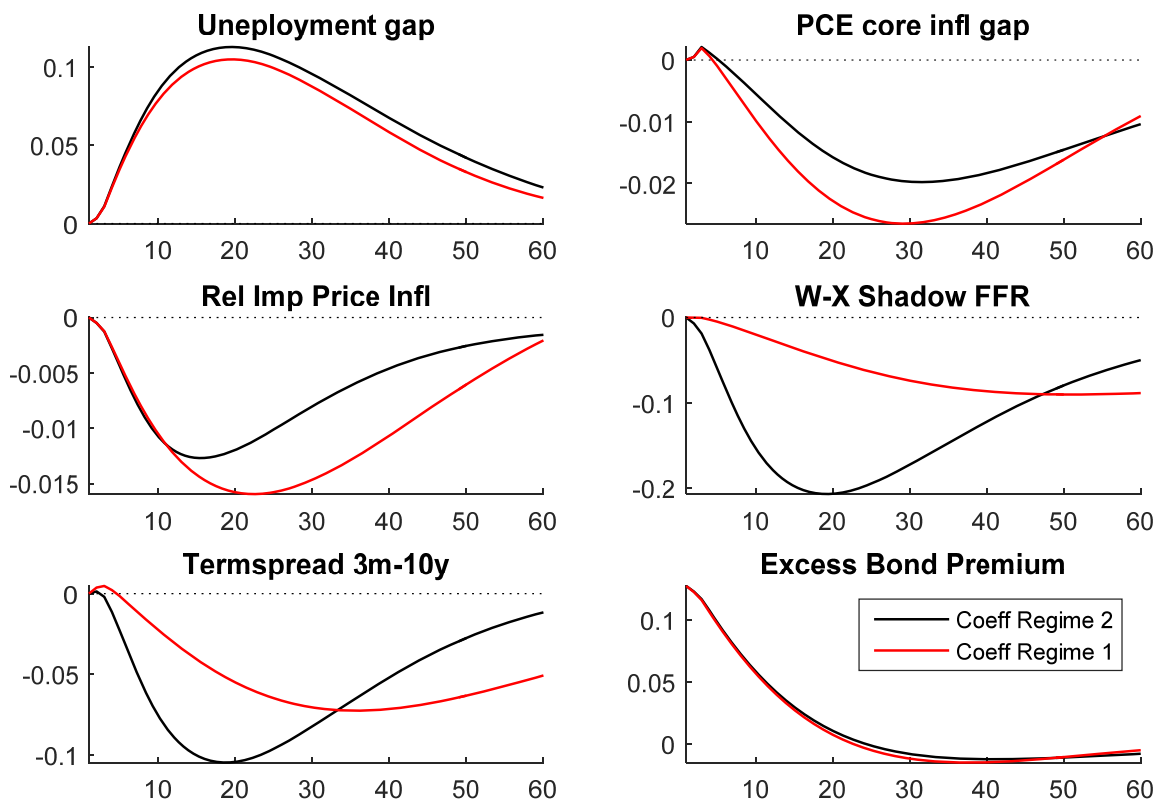 Uneployment gap
0.1
0.05
0
10 20 30 40 50 60
PCE core infl gap
0
-0.01
-0.02
10 20 30 40 50 60
Rel Imp Price Infl
0
-0.005
-0.01
-0.015
10 20 30 40 50 60
W-X Shadow FFR
0
-0.1
-0.2
10 20 30 40 50 60
Termspread 3m-10y
0
-0.05
-0.1
10 20 30 40 50 60
Excess Bond Premium
0.1
0.05
0
Coeff Regime 2
Coeff Regime 1
10 20 30 40 50 60